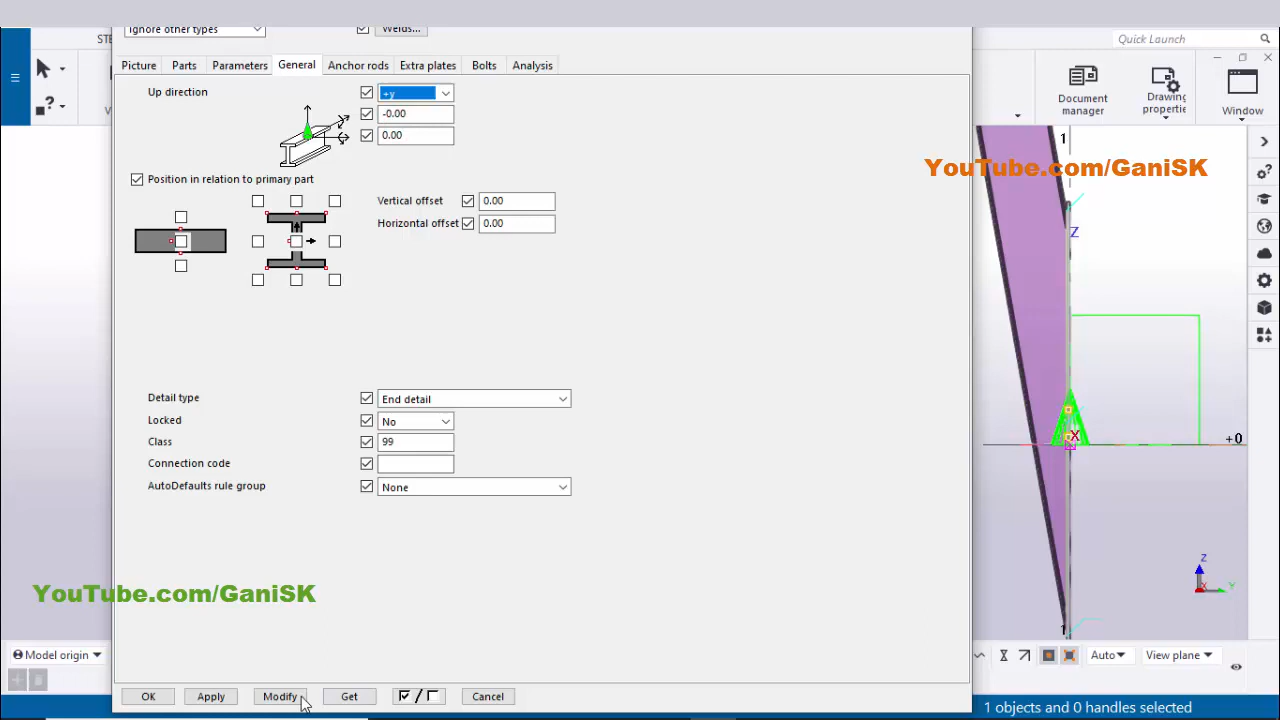 Ignore other types
Welds...
STE
Quick Launch
Picture
Parts
Parameters
General
Anchor rods
Extra plates
Bolts
Analysis
Document
manager
Drawing
properties
Window
Up direction
+y
-0.00
0.00
1
YouTube.com/GaniSK
Position in relation to primary part
Vertical offset
0.00
Horizontal offset
0.00
Z
Detail type
End detail
Locked
No
Class
99
X
+0
Connection code
AutoDefaults rule group
None
Z
X
Y
YouTube.com/GaniSK
1
Model origin
Auto
View plane
OK
Apply
Modify
Get
/
Cancel
1 objects and 0 handles selected